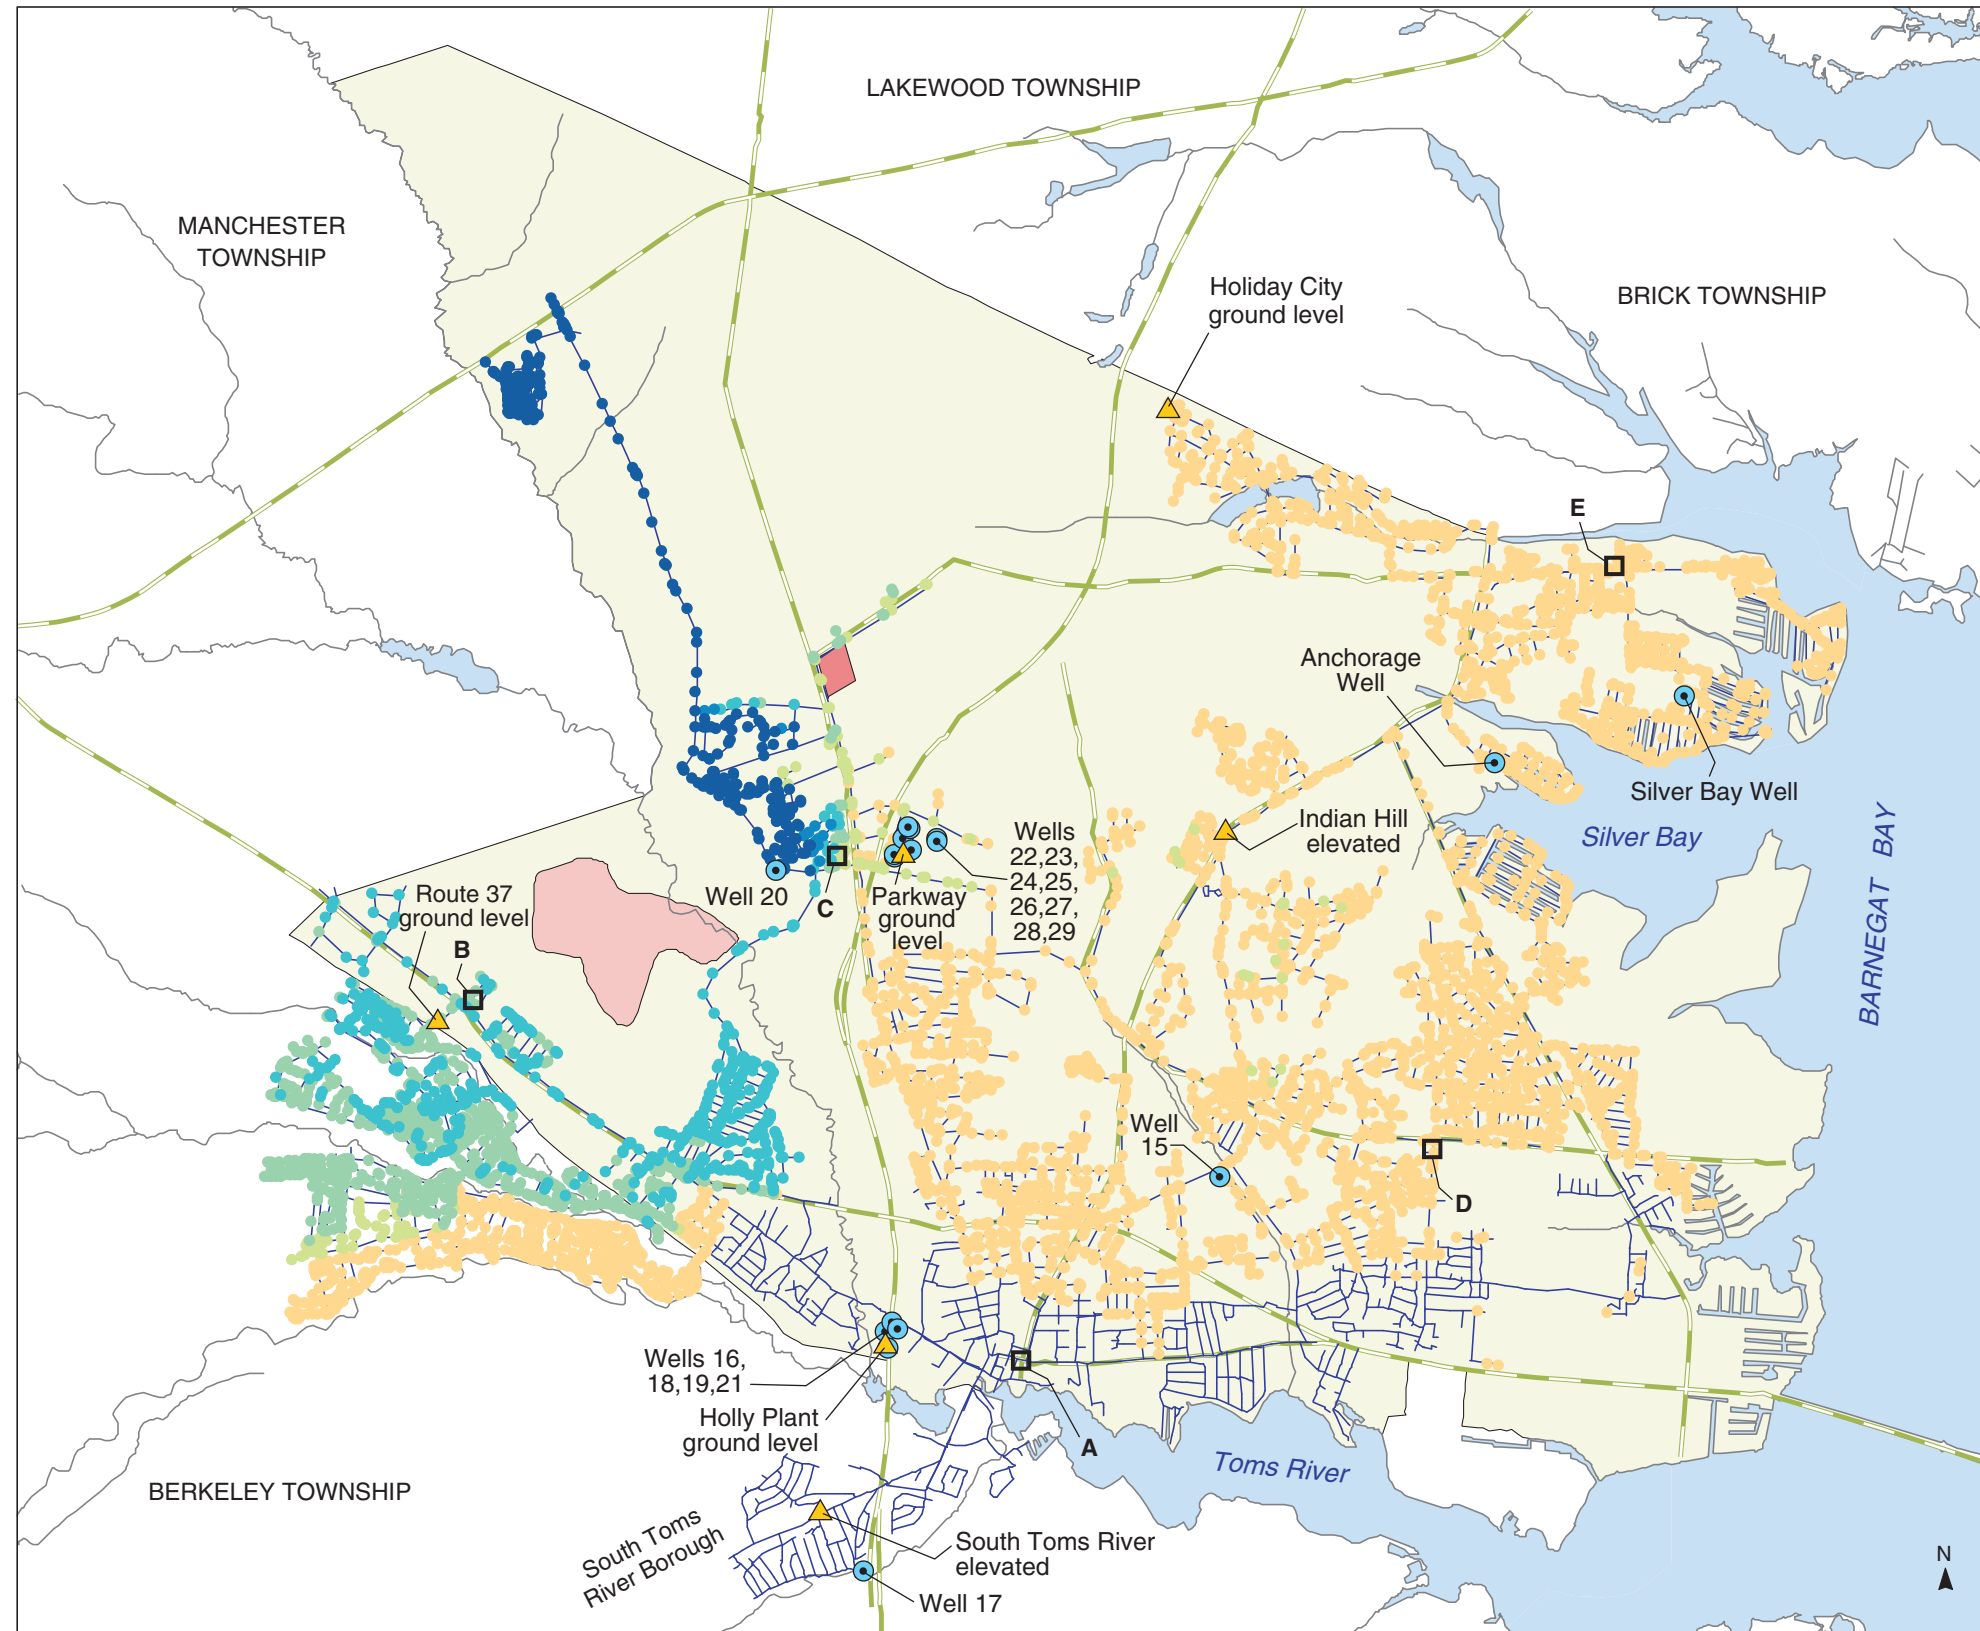 LAKEWOOD TOWNSHIP
MANCHESTER
TOWNSHIP
Holiday City
ground level
BRICK TOWNSHIP
E
Anchorage
Well
Silver Bay Well
Indian Hill
elevated
Silver Bay
BARNEGAT BAY
Wells
22,23,
24,25,
26,27,
28,29
Well 20
C
Parkway
ground
level
Route 37
ground level
B
Well
15
D
Wells 16,
18,19,21
Holly Plant
ground level
A
Toms River
BERKELEY TOWNSHIP
South Toms
River Borough
South Toms River
elevated
Well 17
N